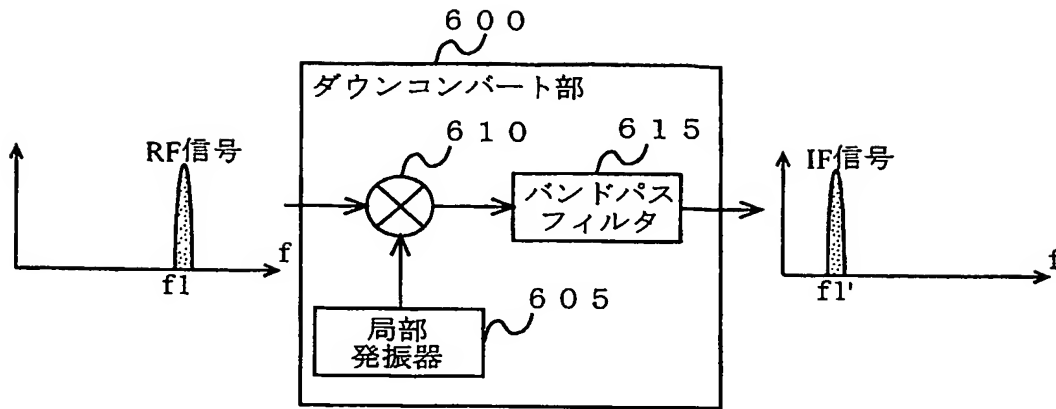 ６００
ダウンコンバート部
６１０
６１５
RF信号
IF信号
バンドパス
フィルタ
f
f
f1
f1'
６０５
局部
発振器